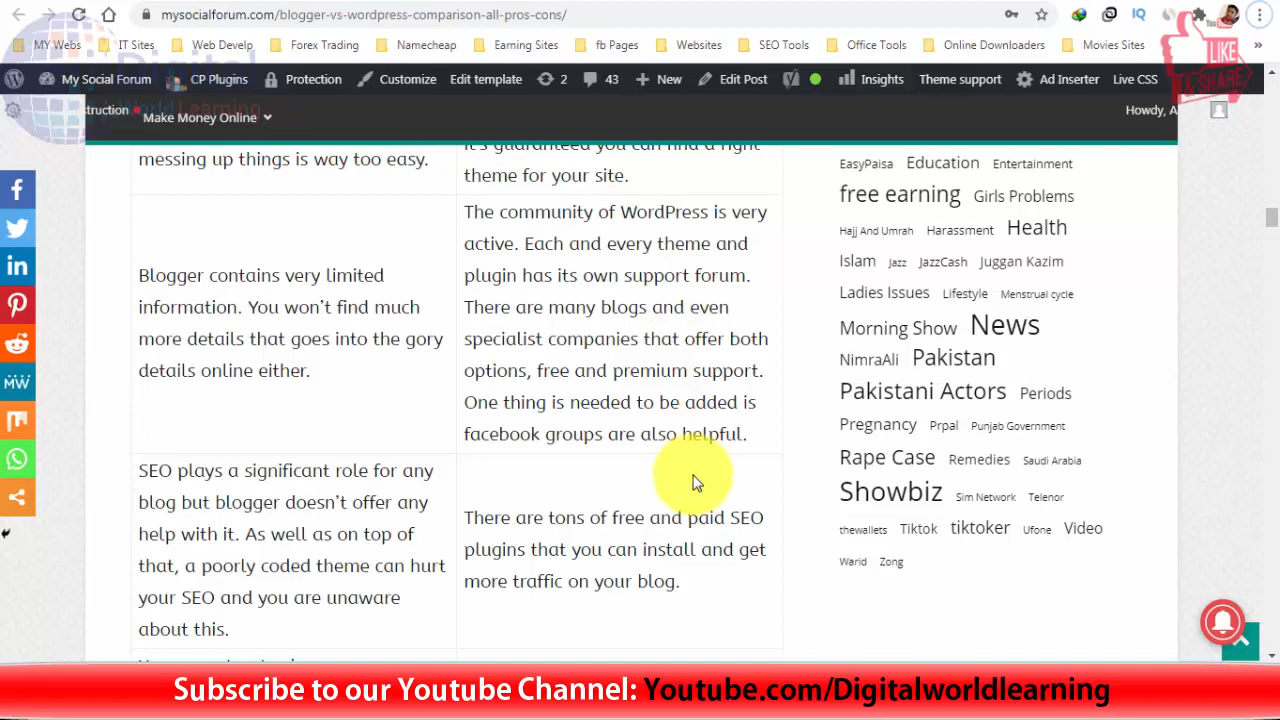 mysocialforum.com/blogger-vs-wordpress-comparison-all-pros-cons/
MY Webs IT Sites Web Develp Forex Trading Namecheap Earning Sites fb Pages Websites SEO Tools Office Tools Online Downloaders Movies Sites »
My Social Forum CP Plugins Protection Customize Edit template 2 43 New Edit Post Insights Theme support Ad Inserter Live CSS
LIKE & SHARE
Digital
World Learning
struction Make Money Online Howdy, A
messing up things is way too easy.
It's guaranteed you can find a right
theme for your site.
Blogger contains very limited
information. You won't find much
more details that goes into the gory
details online either.
The community of WordPress is very
active. Each and every theme and
plugin has its own support forum.
There are many blogs and even
specialist companies that offer both
options, free and premium support.
One thing is needed to be added is
facebook groups are also helpful.
SEO plays a significant role for any
blog but blogger doesn't offer any
help with it. As well as on top of
that, a poorly coded theme can hurt
your SEO and you are unaware
about this.
There are tons of free and paid SEO
plugins that you can install and get
more traffic on your blog.
EasyPaisa Education Entertainment
free earning Girls Problems
Hajj And Umrah Harassment Health
Islam Jazz JazzCash Juggan Kazim
Ladies Issues Lifestyle Menstrual cycle
Morning Show News
NimraAli Pakistan
Pakistani Actors Periods
Pregnancy Prpal Punjab Government
Rape Case Remedies Saudi Arabia
Showbiz Sim Network Telenor
thewallets Tiktok tiktoker Ufone Video
Warid Zong
Subscribe to our Youtube Channel: Youtube.com/Digitalworldlearning